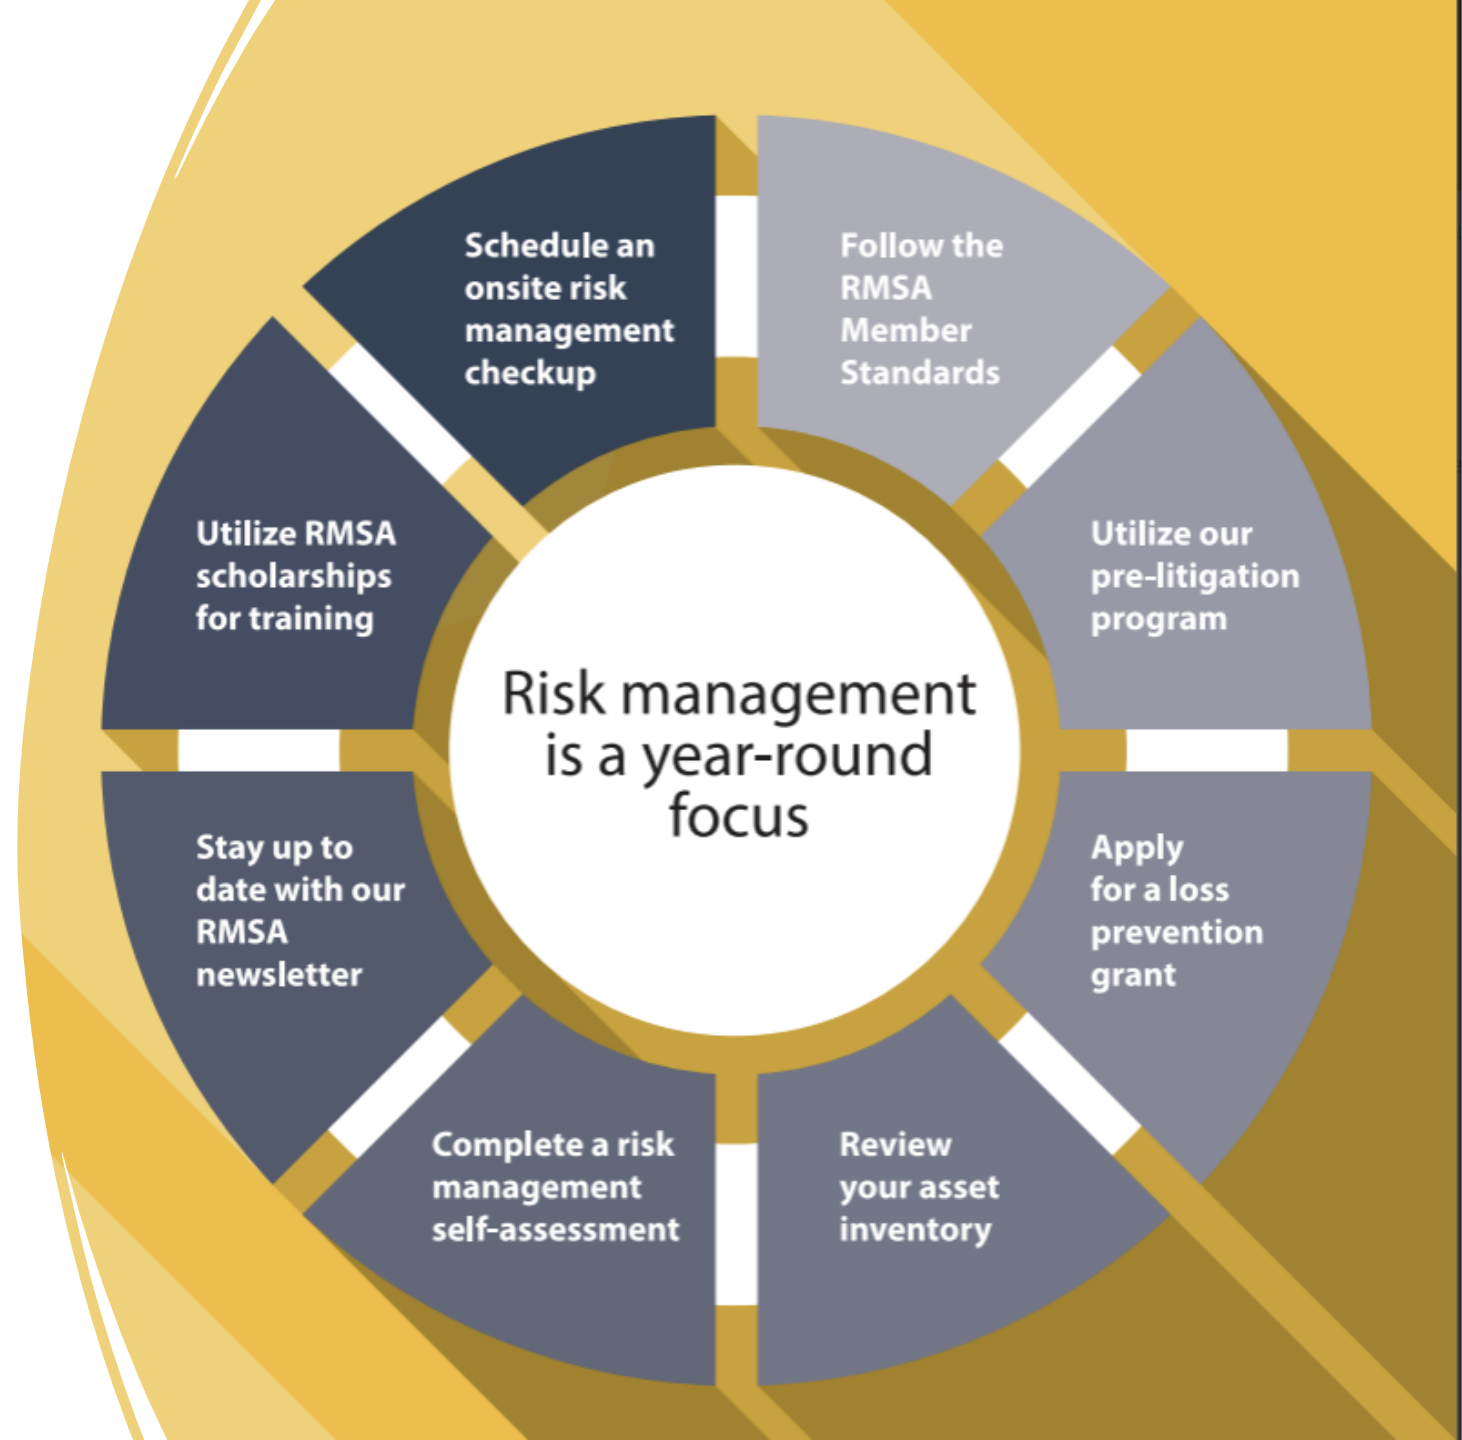 Schedule an
onsite risk
management
checkup
Follow the
RMSA
Member
Standards
Utilize our
pre-litigation
program
Apply
for a loss
prevention
grant
Review
your asset
inventory
Complete a risk
management
self-assessment
Stay up to
date with our
RMSA
newsletter
Utilize RMSA
scholarships
for training
Risk management
is a year-round
focus